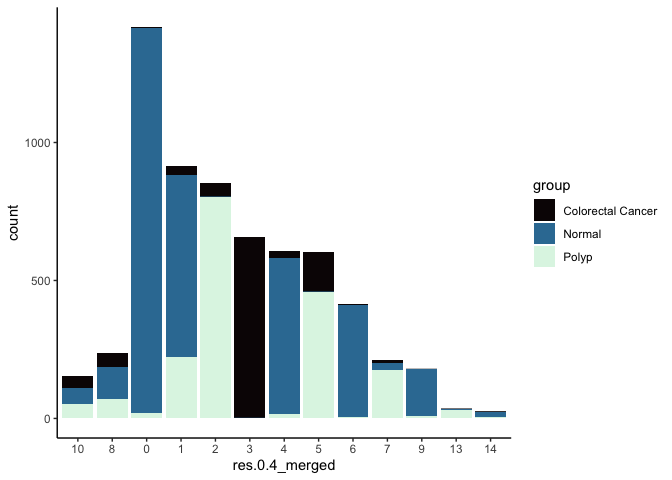 1000
500
0
count
10 8 0 1 2 3 4 5 6 7 9 13 14
res.0.4_merged
group
Colorectal Cancer
Normal
Polyp